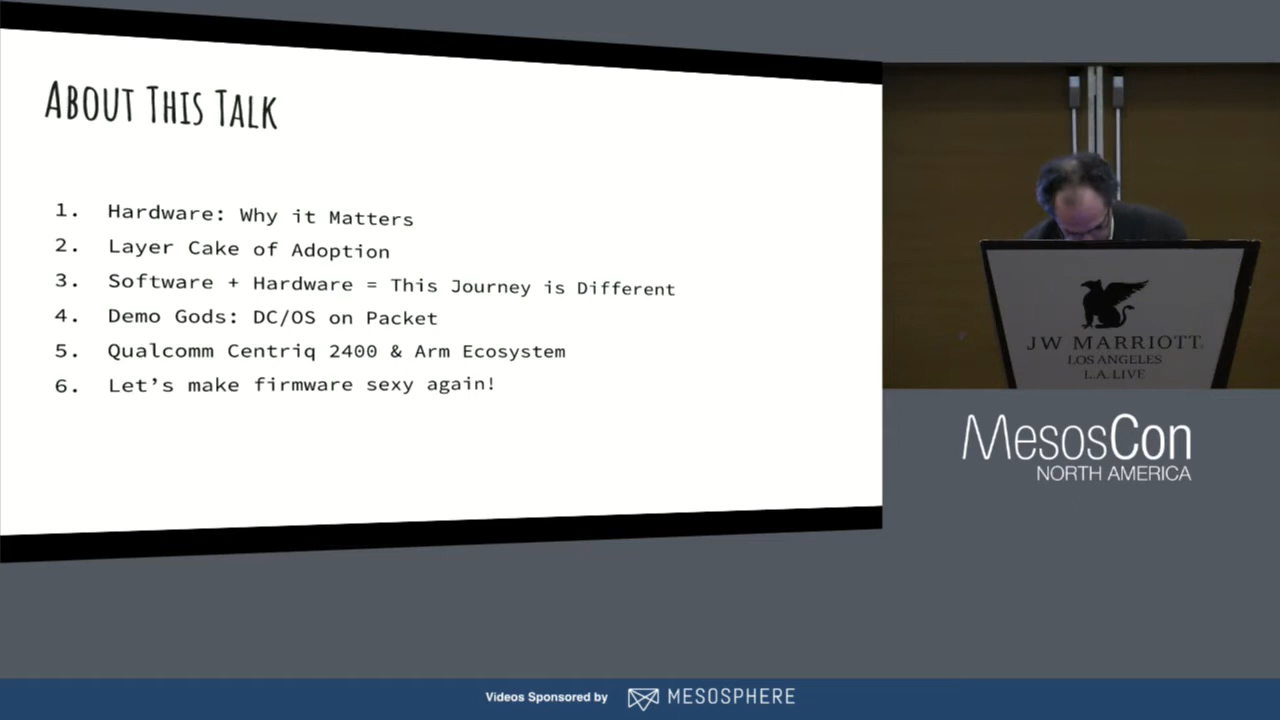 About This Talk
1. Hardware: Why it Matters
2. Layer Cake of Adoption
3. Software + Hardware = This Journey is Different
4. Demo Gods: DC/OS on Packet
5. Qualcomm Centriq 2400 & Arm Ecosystem
6. Let's make firmware sexy again!
JW MARRIOTT
LOS ANGELES
L.A. LIVE
MesosCon
NORTH AMERICA
Videos Sponsored by MESOSPHERE